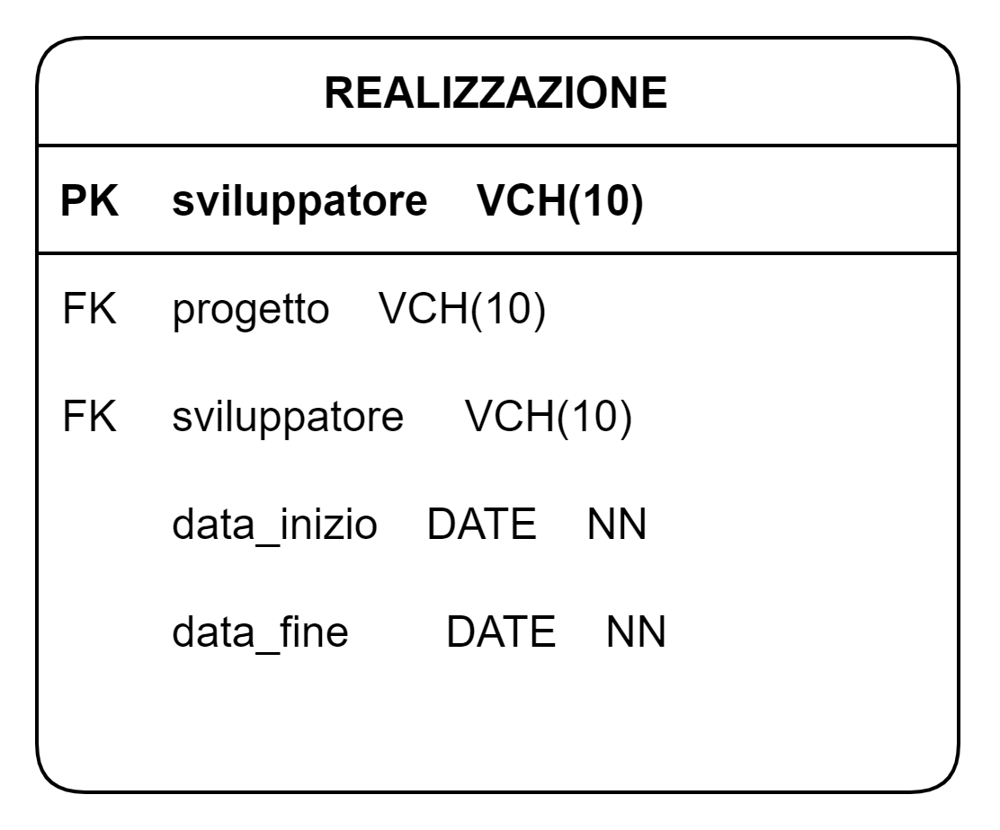 REALIZZAZIONE
PK sviluppatore VCH(10)
FK progetto VCH(10)
FK sviluppatore VCH(10)
data_inizio DATE NN
data_fine DATE NN